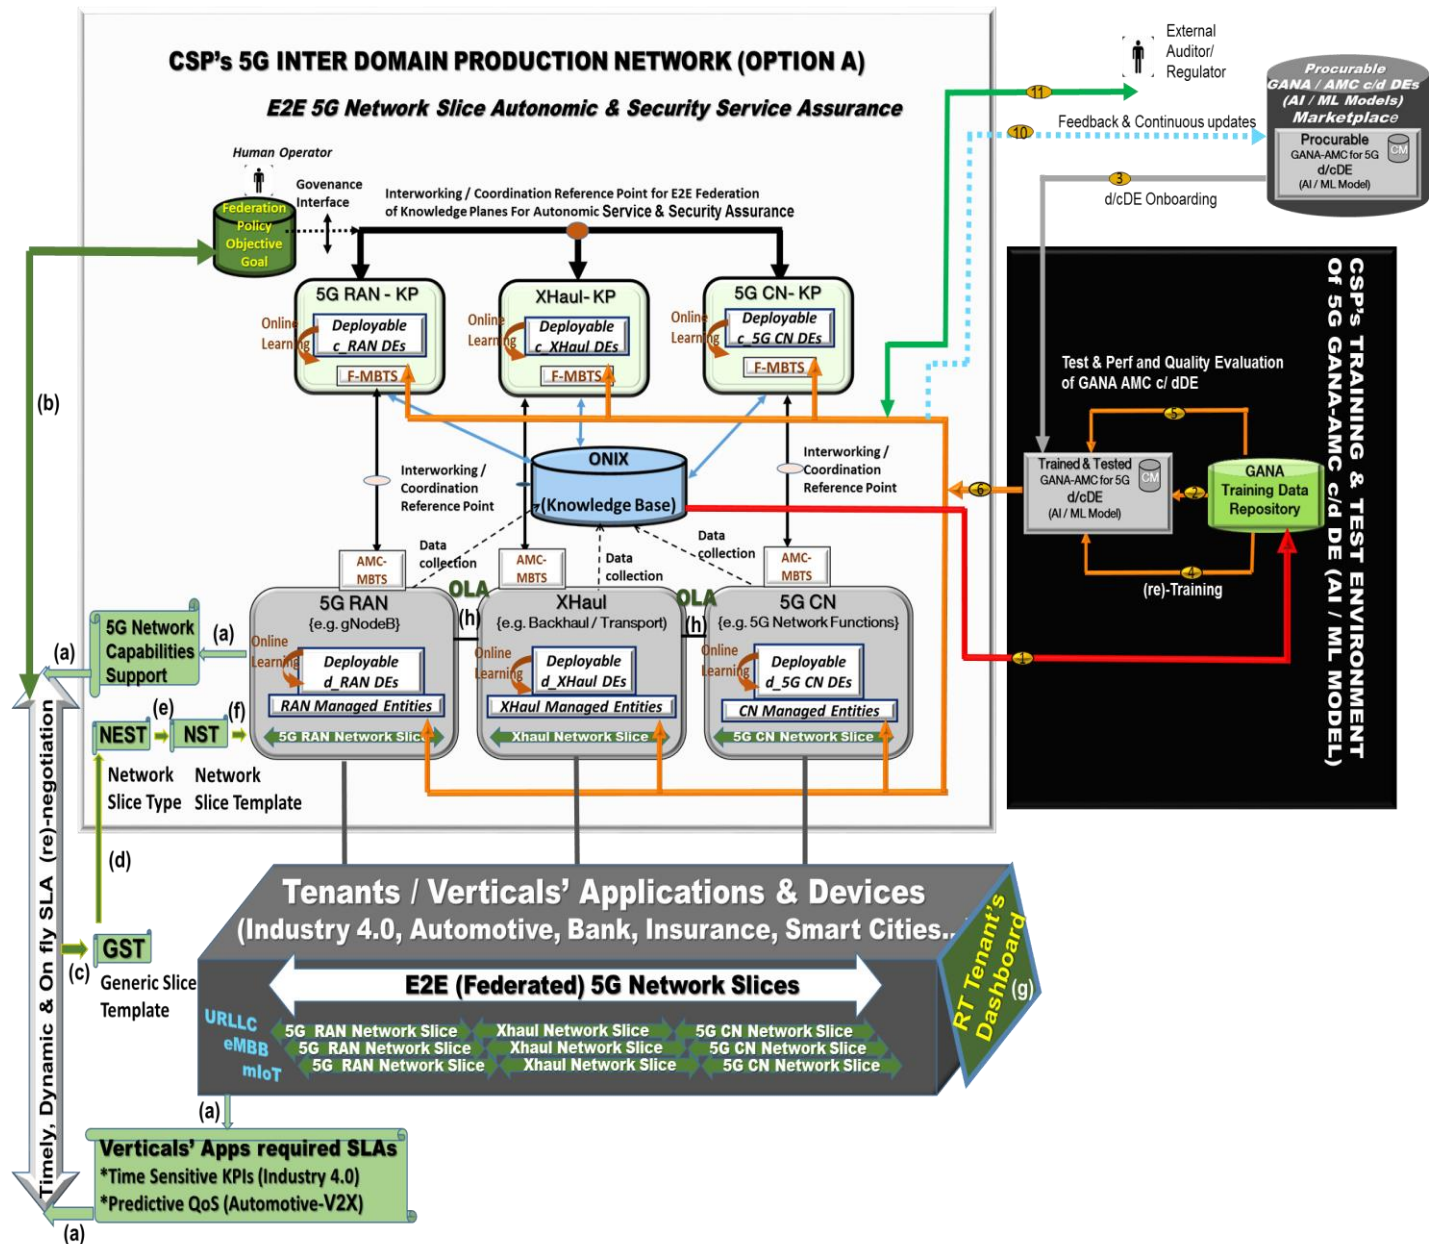 CSP's 5G INTER DOMAIN PRODUCTION NETWORK (OPTION A)
E2E 5G Network Slice Autonomic & Security Service Assurance
Human Operator
Govenance
Interface
Federation
Policy
Objective
Goal
Interworking / Coordination Reference Point for E2E Federation
of Knowledge Planes For Autonomic Service & Security Assurance
External
Auditor/
Regulator
11
10
Feedback & Continuous updates
3
d/cDE Onboarding
Procurable
GANA / AMC c/d DEs
(AI / ML Models)
Marketplace
Procurable
GANA-AMC for 5G
d/cDE
(AI / ML Model)
CM
5G RAN - KP
Online
Learning
Deployable
c_RAN DEs
F-MBTS
XHaul- KP
Online
Learning
Deployable
c_XHaul DEs
F-MBTS
5G CN- KP
Online
Learning
Deployable
c_5G CN DEs
F-MBTS
(b)
CSP's TRAINING & TEST ENVIRONMENT
Of 5G GANA-AMC c/d DE (AI / ML MODEL)
Test & Perf and Quality Evaluation
of GANA AMC c/ dDE
5
Trained & Tested
GANA-AMC for 5G
d/cDE
(AI / ML Model)
CM
2
GANA
Training Data
Repository
4
(re)-Training
6
1
ONIX
(Knowledge Base)
Interworking /
Coordination
Reference Point
Interworking /
Coordination
Reference Point
Data
collection
Data
collection
Data
collection
AMC-
MBTS
AMC-
MBTS
AMC-
MBTS
OLA
(h)
OLA
(h)
5G RAN
{e.g. gNodeB}
Online
Learning
Deployable
d_RAN DEs
RAN Managed Entities
5G RAN Network Slice
XHaul
{e.g. Backhaul / Transport)
Online
Learning
Deployable
d_XHaul DEs
XHaul Managed Entities
Xhaul Network Slice
5G CN
{e.g. 5G Network Functions}
Online
Learning
Deployable
d_5G CN DEs
CN Managed Entities
5G CN Network Slice
5G Network
Capabilities
Support
(a)
(a)
NEST
(e)
NST
(f)
Network
Slice Type
Network
Slice Template
(d)
Timely, Dynamic & On fly SLA (re)-negotiation
(c)
GST
Generic Slice
Template
Tenants / Verticals' Applications & Devices
(Industry 4.0, Automotive, Bank, Insurance, Smart Cities..
RT Tenant's
Dashboard
(g)
E2E (Federated) 5G Network Slices
URLLC
5G RAN Network Slice
Xhaul Network Slice
5G CN Network Slice
eMBB
5G RAN Network Slice
Xhaul Network Slice
5G CN Network Slice
mIoT
5G RAN Network Slice
Xhaul Network Slice
5G CN Network Slice
(a)
Verticals' Apps required SLAs
*Time Sensitive KPIs (Industry 4.0)
*Predictive QoS (Automotive-V2X)
(a)